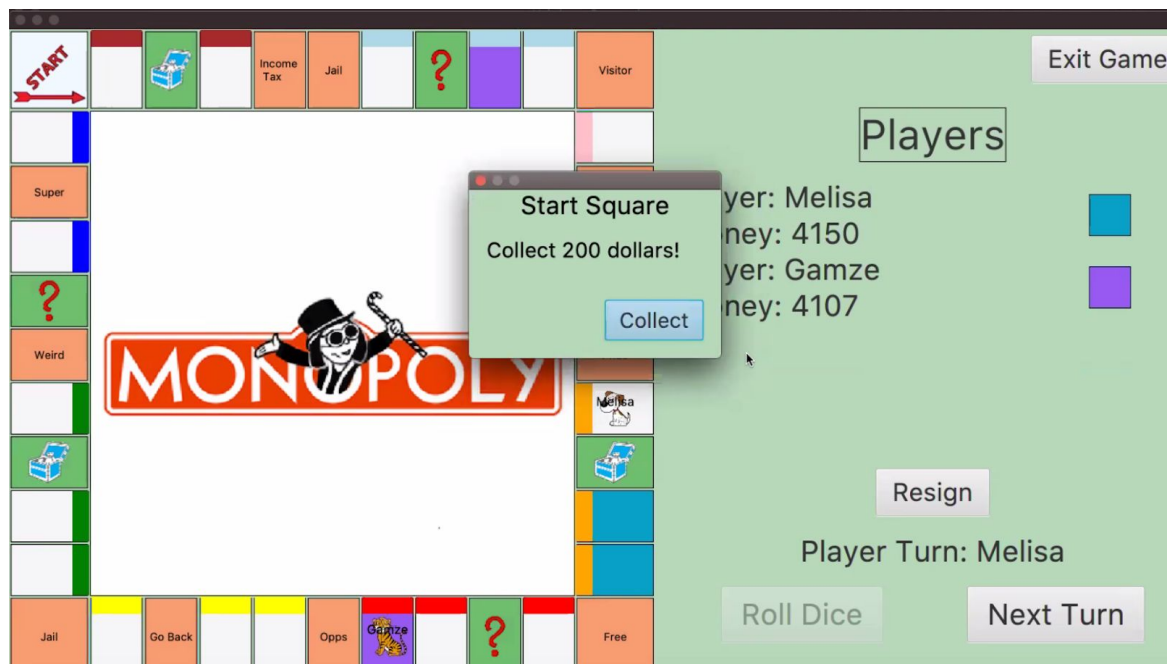 Exit Game
START
Income
Tax
Jail
?
Visitor
Players
Super
Start Square
Collect 200 dollars!
Collect
yer: Melisa
ney: 4150
yer: Gamze
ney: 4107
?
Weird
MONOPOLY
Melisa
Resign
Player Turn: Melisa
Roll Dice
Next Turn
Jail
Go Back
Opps
Gamze
?
Free